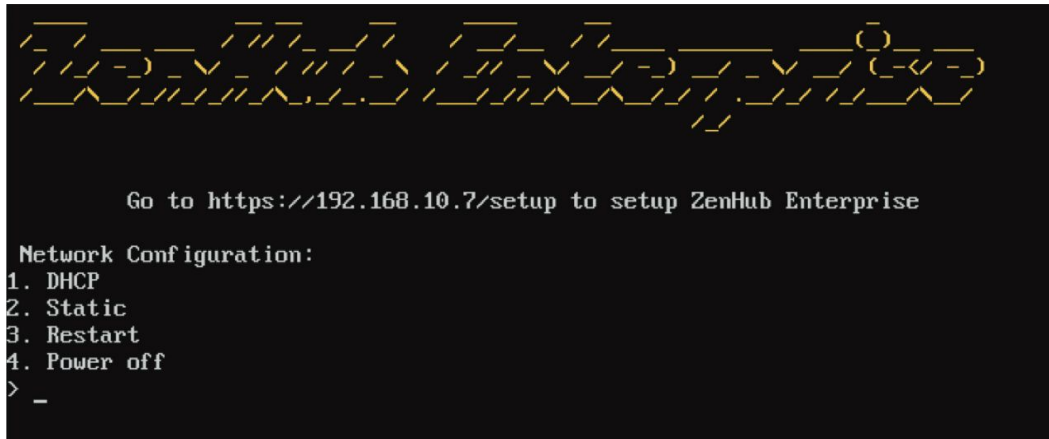 ZenHub Enterprise
Go to https://192.168.10.7/setup to setup ZenHub Enterprise
Network Configuration:
1. DHCP
2. Static
3. Restart
4. Power off
> _